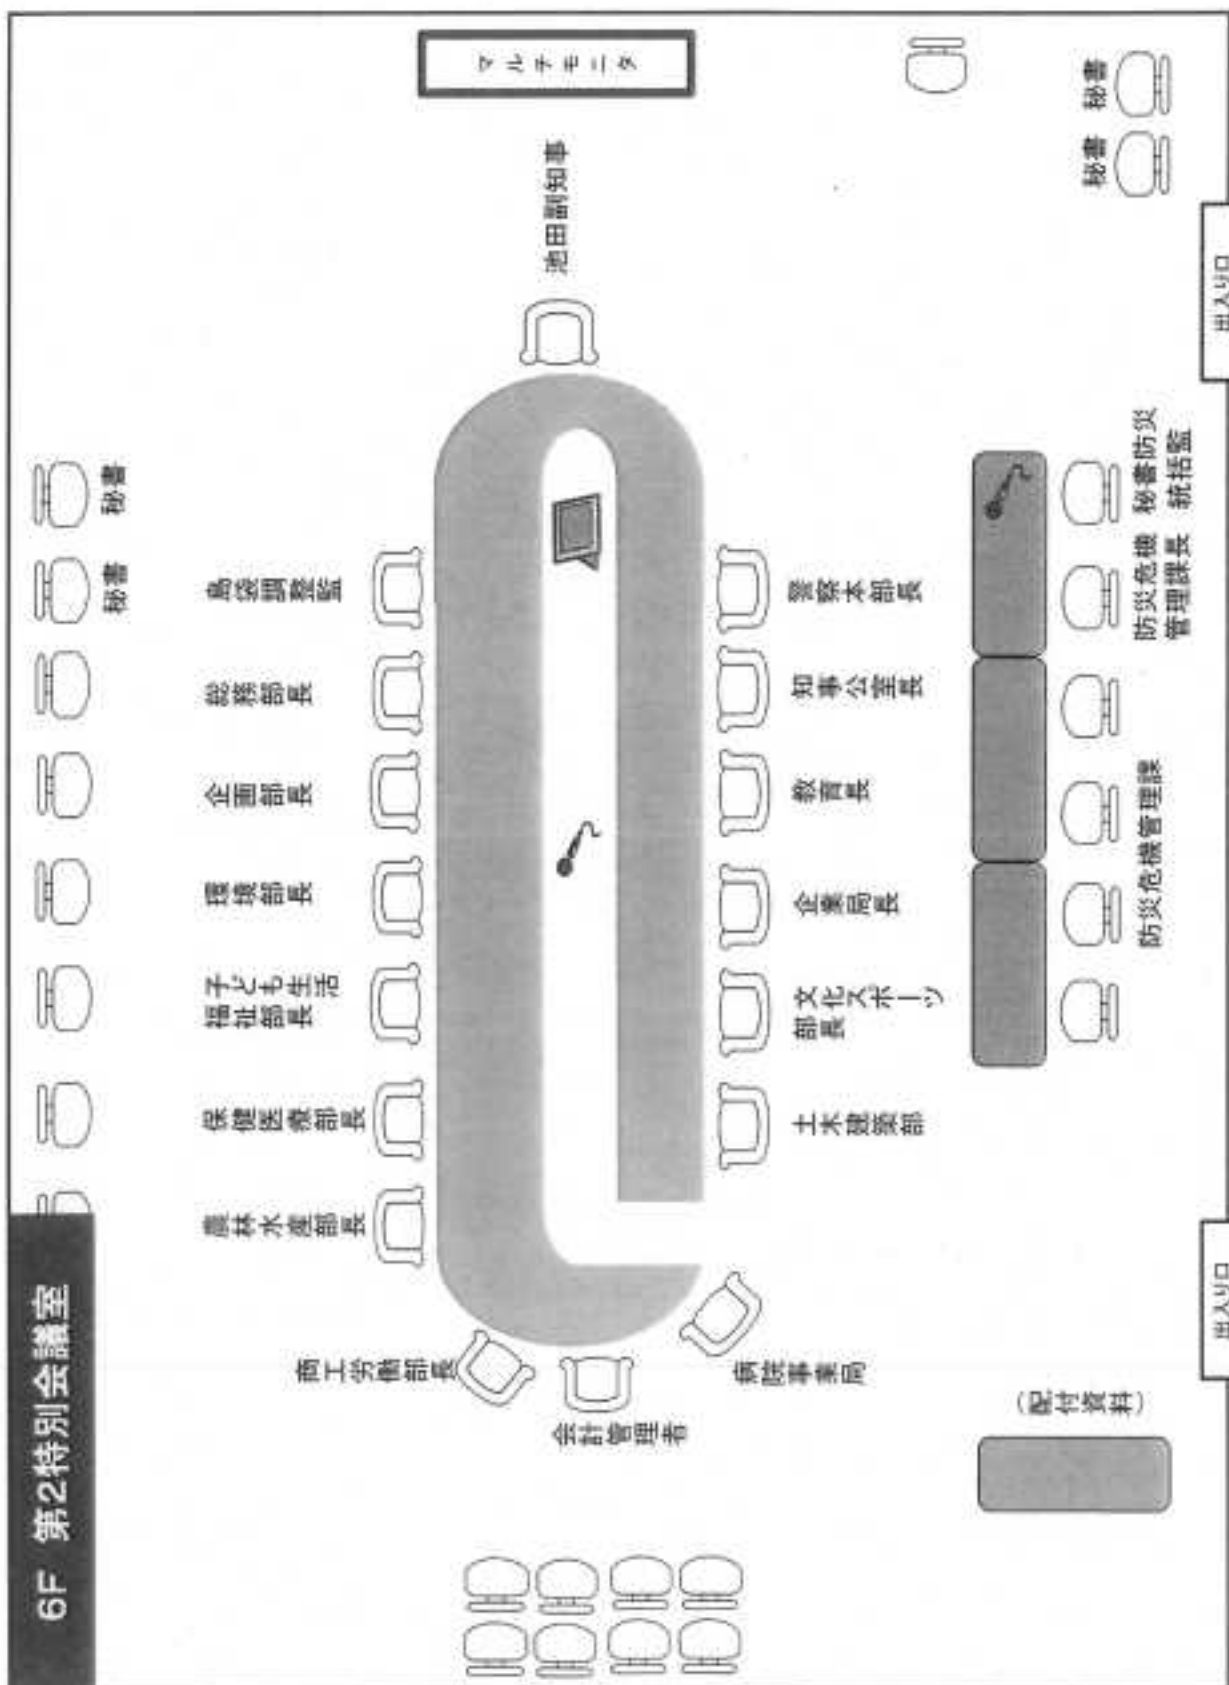 6F 第2特別会議室
マルチモニタ
池田副知事
秘書
秘書
島袋調整監
総務部長
企画部長
環境部長
子ども生活
福祉部長
保健医療部長
農林水産部長
商工労働部長
会計管理者
病院事業局
警察本部長
知事公室長
教育長
企業局長
文化スポーツ
部長
土木建築部
秘書
秘書
出入り口
秘書防災
統括監
防災危機
管理課長
防災危機管理課
出入り口
(配付資料)